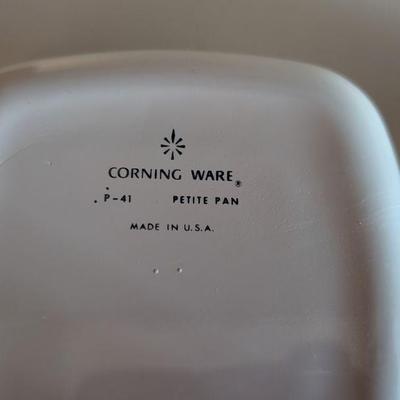 CORNING WARE®
P-41 PETITE PAN
MADE IN U.S.A.